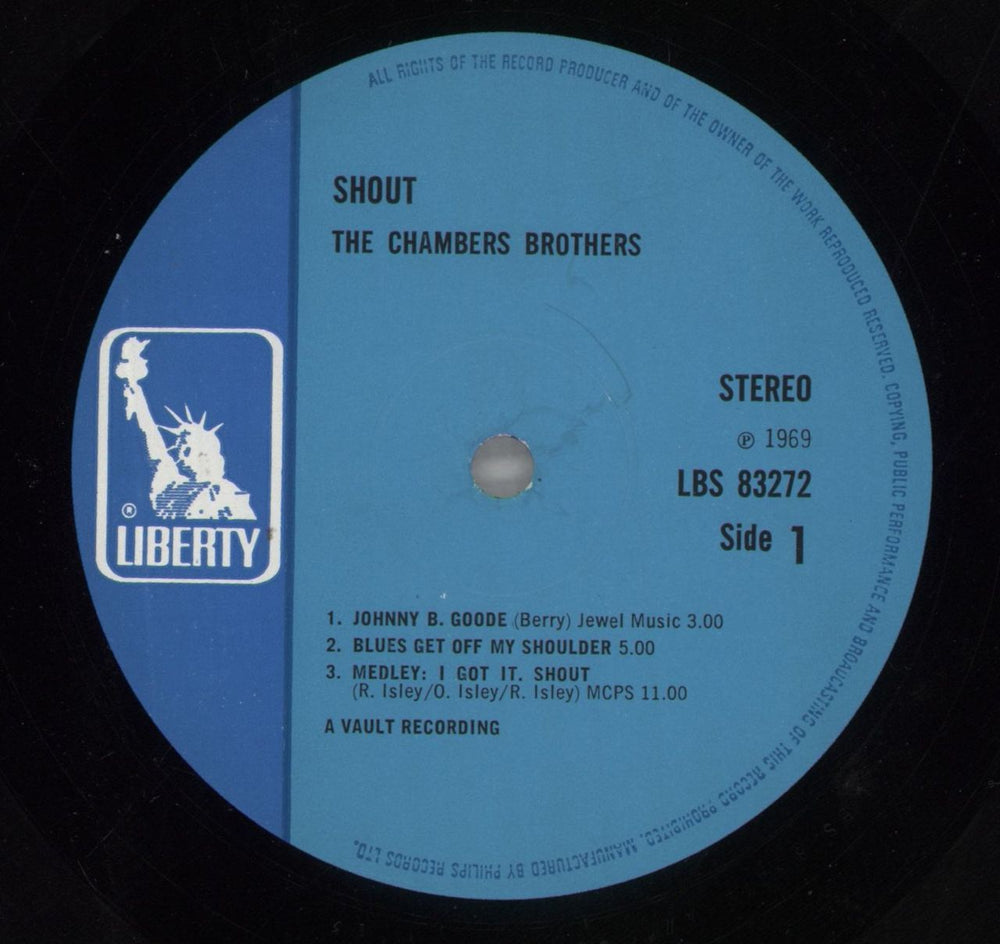 ALL RIGHTS OF THE RECORD PRODUCER AND OF THE OWNER OF THE WORK REPRODUCED RESERVED. COPYING, PUBLIC PERFORMANCE AND BROADCASTING OF THIS RECORD PROHIBITED. MANUFACTURED BY PHILIPS RECORDS LTD.
SHOUT
THE CHAMBERS BROTHERS
STEREO
℗ 1969
LBS 83272
Side 1
®
LIBERTY
1. JOHNNY B. GOODE (Berry) Jewel Music 3.00
2. BLUES GET OFF MY SHOULDER 5.00
3. MEDLEY: I GOT IT. SHOUT
(R. Isley/O. Isley/R. Isley) MCPS 11.00
A VAULT RECORDING